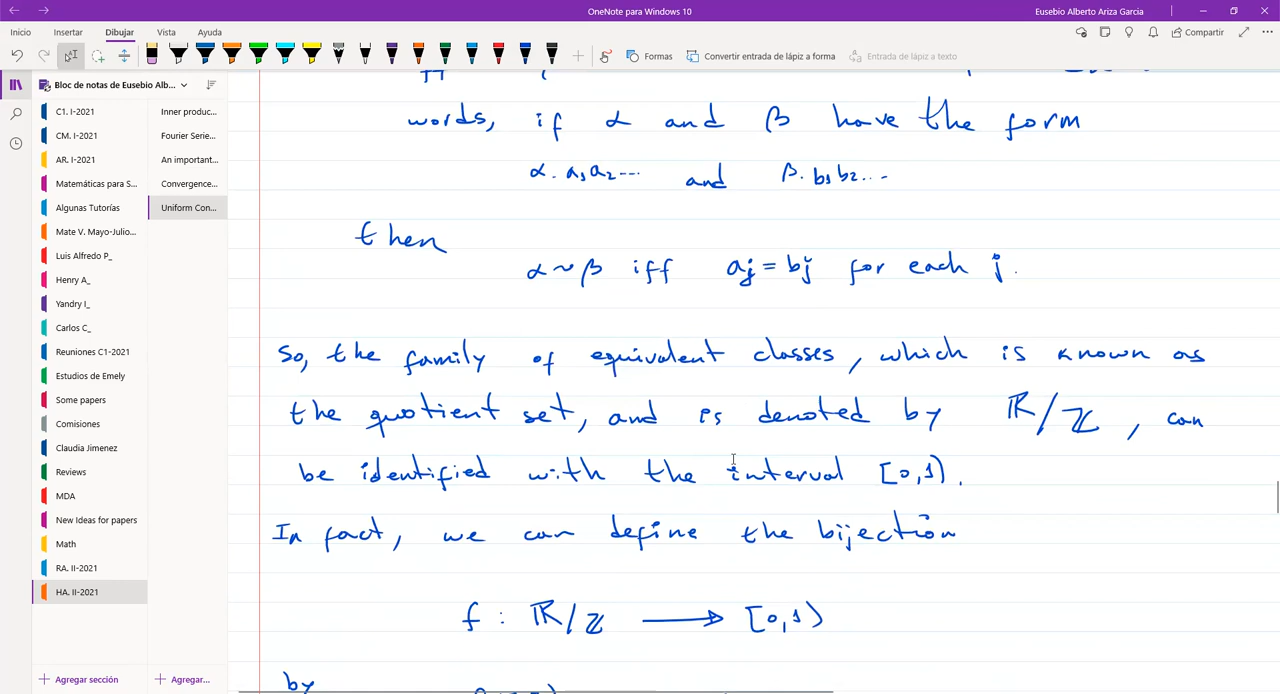 OneNote para Windows 10
Eusebio Alberto Ariza Garcia
Inicio
Insertar
Dibujar
Vista
Ayuda
Compartir
Formas
Convertir entrada de lápiz a forma
Entrada de lápiz a texto
Bloc de notas de Eusebio Alb...
C1. I-2021
CM. I-2021
AR. I-2021
Matemáticas para S...
Algunas Tutorías
Mate V. Mayo-Julio...
Luis Alfredo P_
Henry A_
Yandry I_
Carlos C_
Reuniones C1-2021
Estudios de Emely
Some papers
Comisiones
Claudia Jimenez
Reviews
MDA
New Ideas for papers
Math
RA. II-2021
HA. II-2021
Agregar sección
Inner produc...
Fourier Serie...
An important...
Convergence...
Uniform Con...
Agregar...
words, if α and β have the form
α. a1a2... and β. b1b2...
then
α ~ β iff aj = bj for each j.
So, the family of equivalent classes, which is known as
the quotient set, and is denoted by ℝ/ℤ, can
be identified with the interval [0,1).
In fact, we can define the bijection
f : ℝ/ℤ ⟶ [0,1)
by